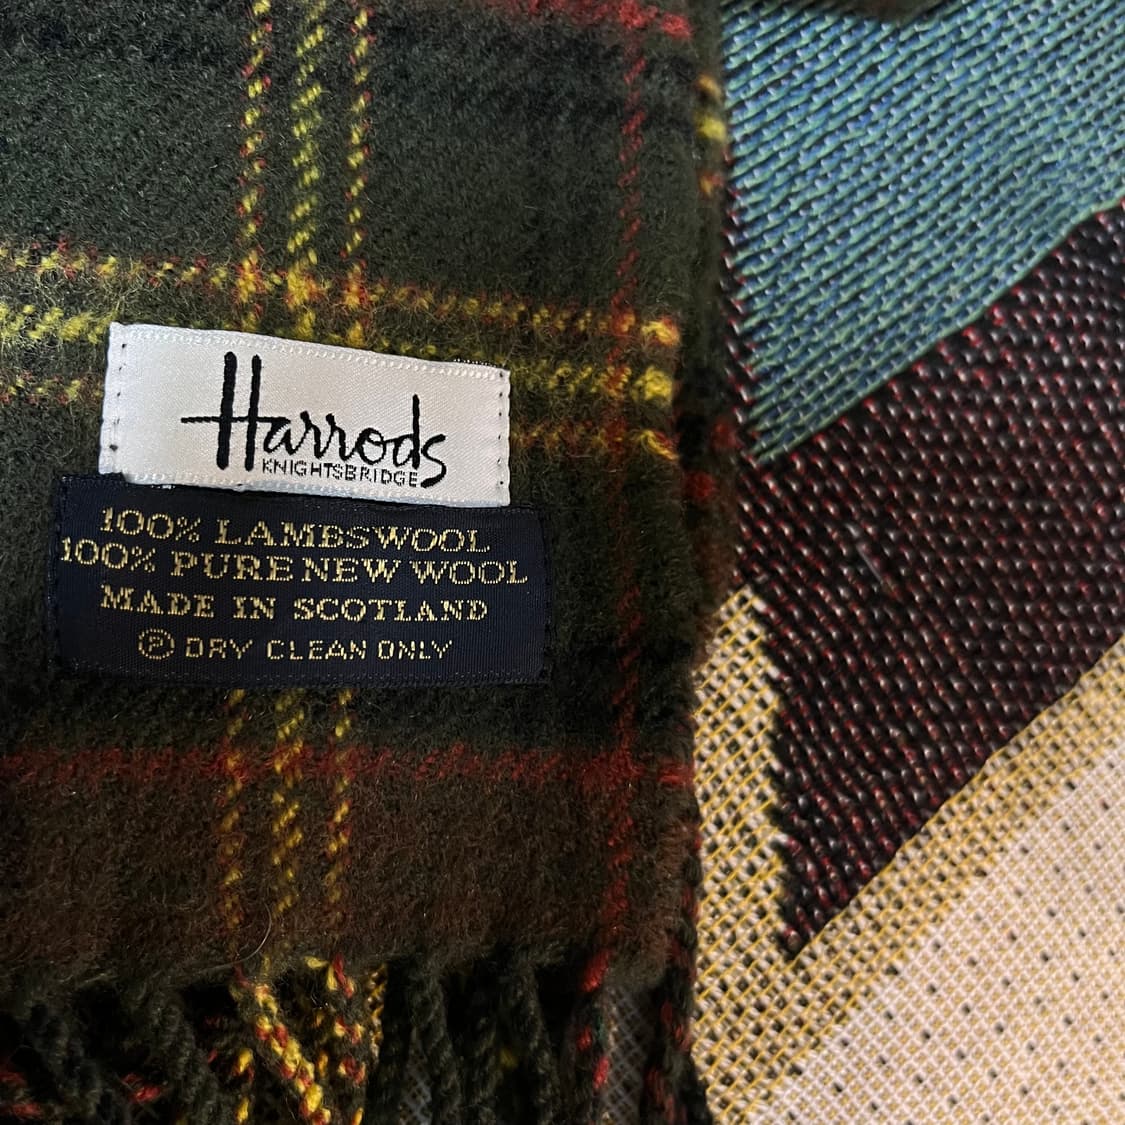 Harrods
KNIGHTSBRIDGE
100% LAMBSWOOL
100% PURE NEW WOOL
MADE IN SCOTLAND
Ⓟ DRY CLEAN ONLY